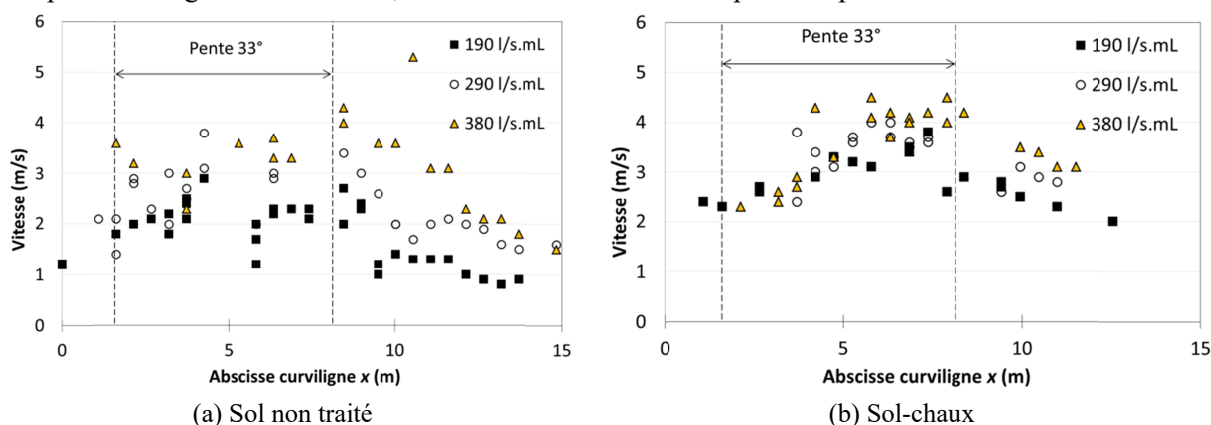 6
5
4
3
2
1
0
Vitesse (m/s)
Pente 33°
190 l/s.mL
290 l/s.mL
380 l/s.mL
0 5 10 15
Abscisse curviligne x (m)
(a) Sol non traité
6
5
4
3
2
1
0
Vitesse (m/s)
Pente 33°
190 l/s.mL
290 l/s.mL
380 l/s.mL
0 5 10 15
Abscisse curviligne x (m)
(b) Sol-chaux